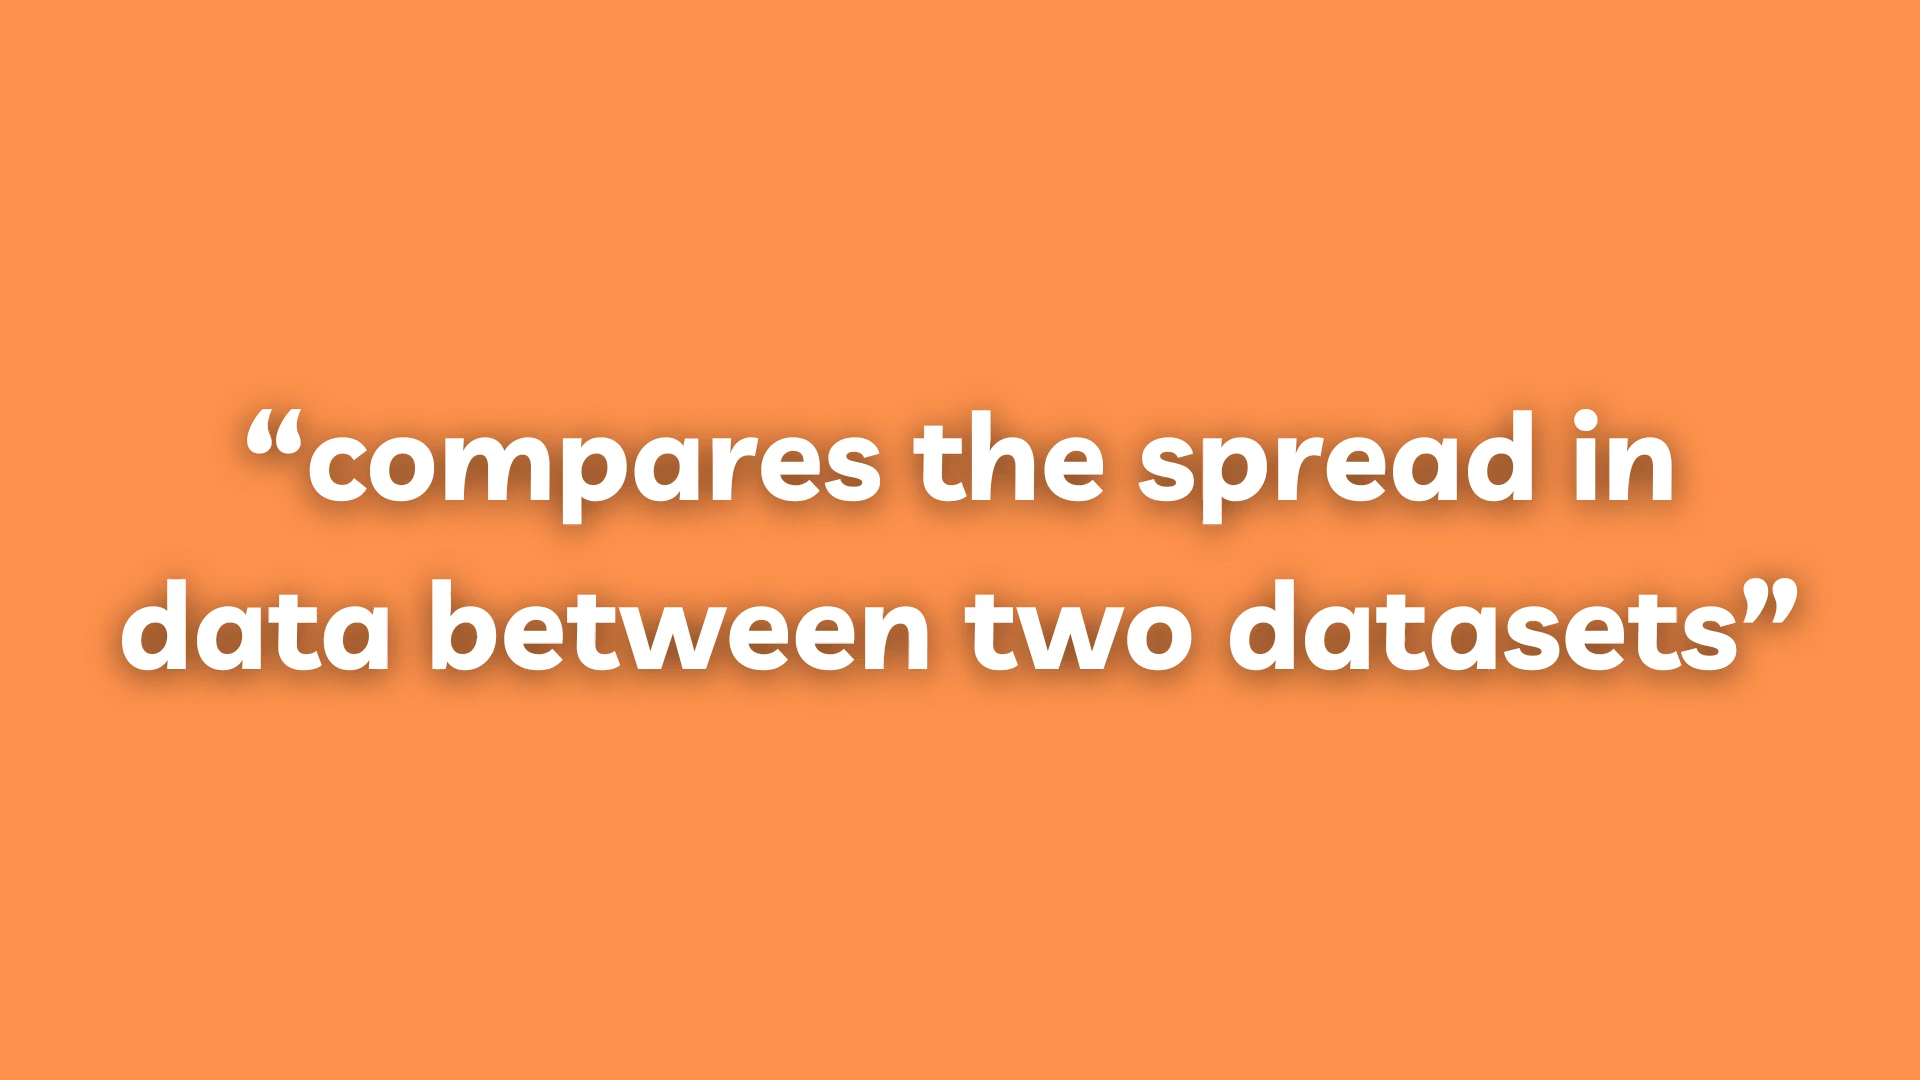 “compares the spread in
data between two datasets”